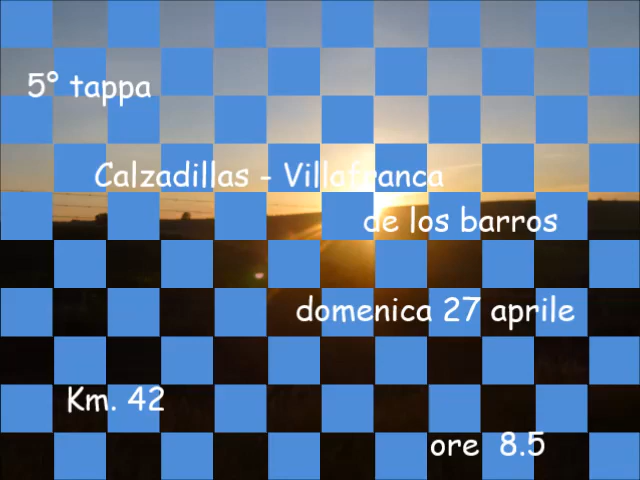 5° tappa
Calzadillas - Villafranca
de los barros
domenica 27 aprile
Km. 42
ore 8.5